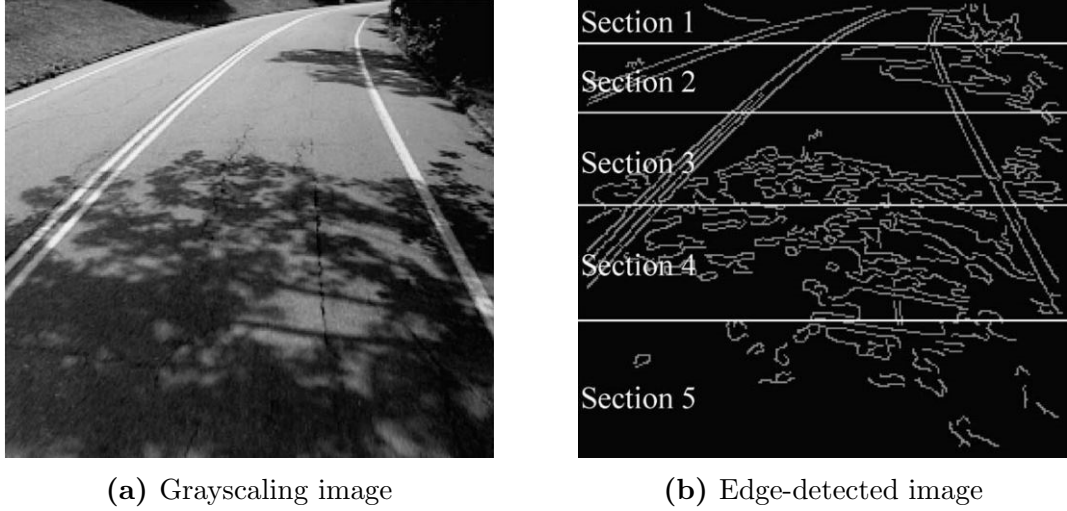 Section 1
Section 2
Section 3
Section 4
Section 5
(a) Grayscaling image
(b) Edge-detected image